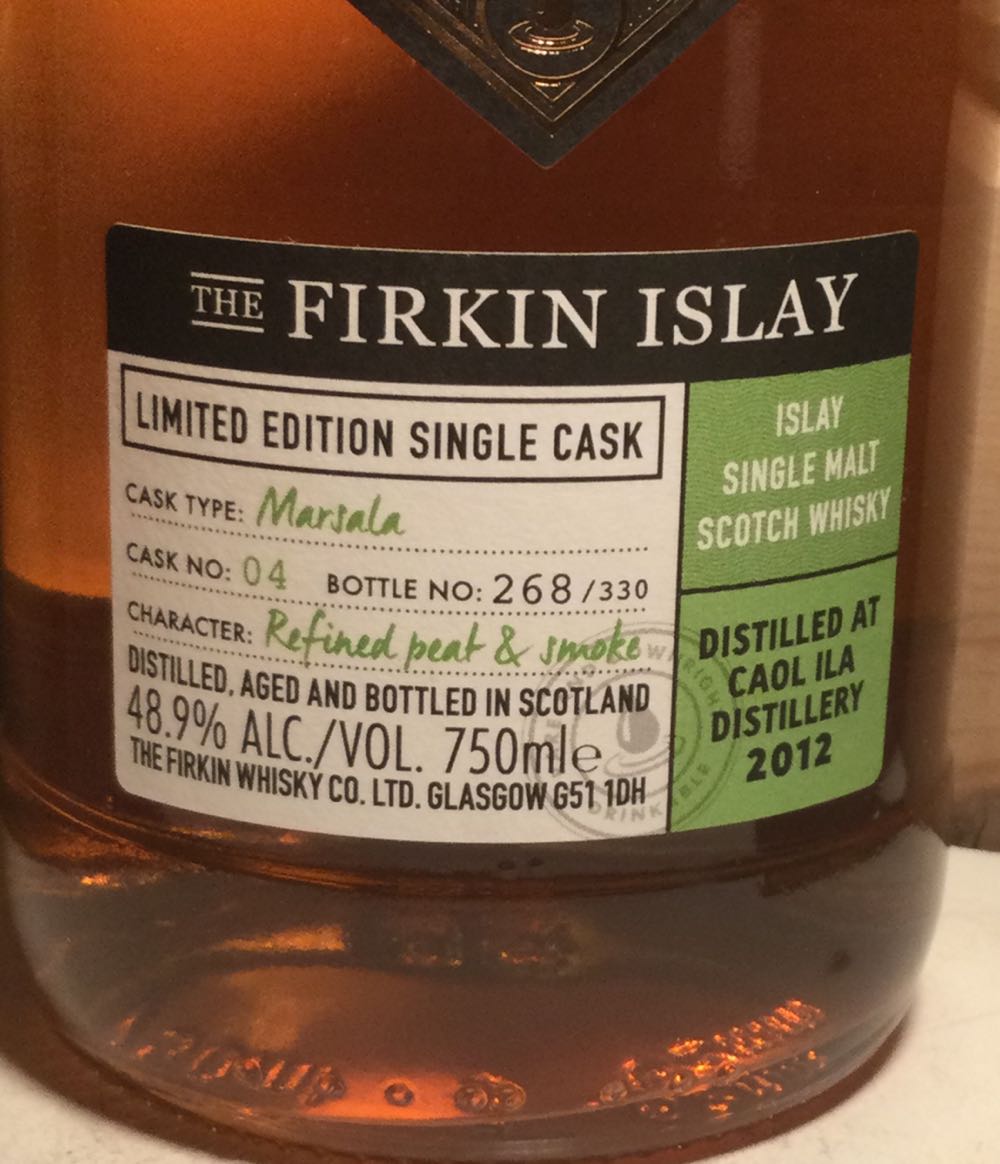 THE FIRKIN ISLAY
LIMITED EDITION SINGLE CASK
CASK TYPE: Marsala
CASK NO: 04 BOTTLE NO: 268/330
CHARACTER: Refined peat & smoke
DISTILLED, AGED AND BOTTLED IN SCOTLAND
48.9% ALC./VOL. 750mle
THE FIRKIN WHISKY CO. LTD. GLASGOW G51 1DH
ISLAY
SINGLE MALT
SCOTCH WHISKY
DISTILLED AT
CAOL ILA
DISTILLERY
2012